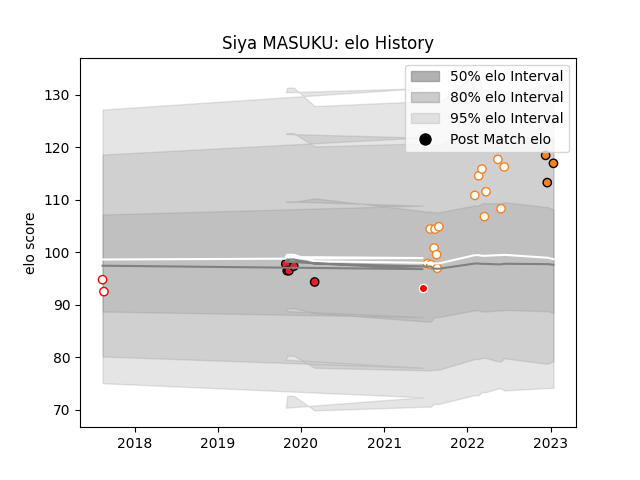 Siya MASUKU: elo History
50% elo Interval
80% elo Interval
95% elo Interval
Post Match elo
elo score
130
120
110
100
90
80
70
2018
2019
2020
2021
2022
2023